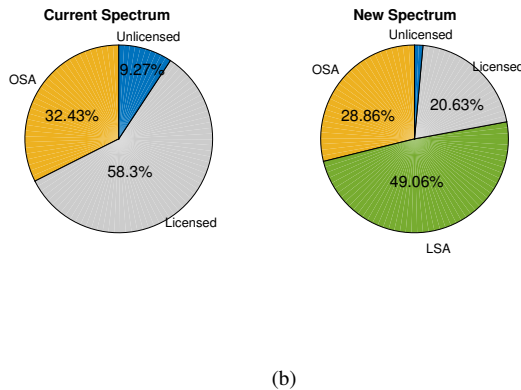 Current Spectrum
Unlicensed
9.27%
OSA
32.43%
58.3%
Licensed
New Spectrum
Unlicensed
Licensed
OSA
20.63%
28.86%
49.06%
LSA
(b)